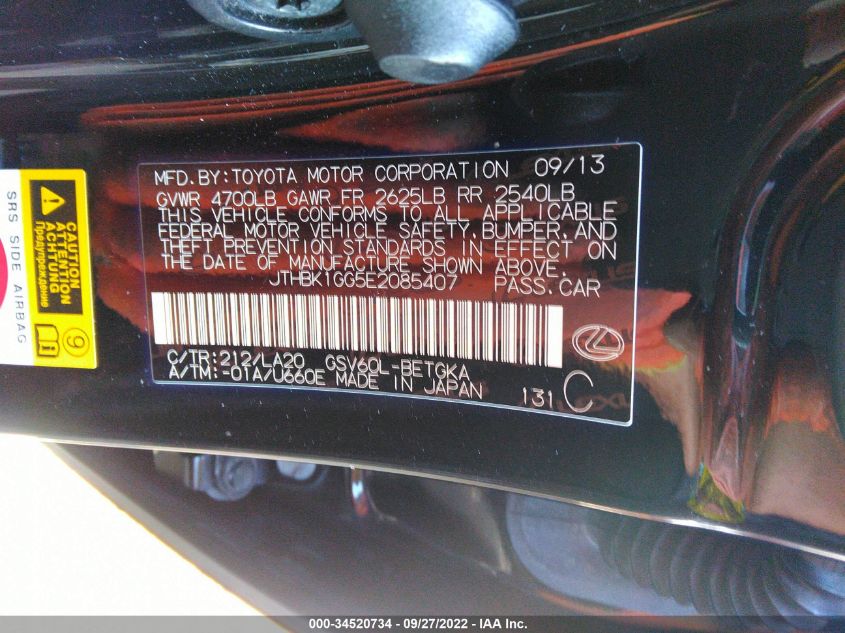 MFD.BY:TOYOTA MOTOR CORPORATION 09/13
GVWR 4700LB GAWR FR 2625LB RR 2540LB
THIS VEHICLE CONFORMS TO ALL APPLICABLE
FEDERAL MOTOR VEHICLE SAFETY, BUMPER, AND
THEFT PREVENTION STANDARDS IN EFFECT ON
THE DATE OF MANUFACTURE SHOWN ABOVE.
JTHBK1GG5E2085407 PASS.CAR
C/TR:212/LA20 GSV60L-BETGKA
A/TM:-01A/U660E MADE IN JAPAN
131 C
SRS SIDE AIRBAG
CAUTION
ATTENTION
ACHTUNG
Предупреждение
9
000-34520734 - 09/27/2022 - IAA Inc.